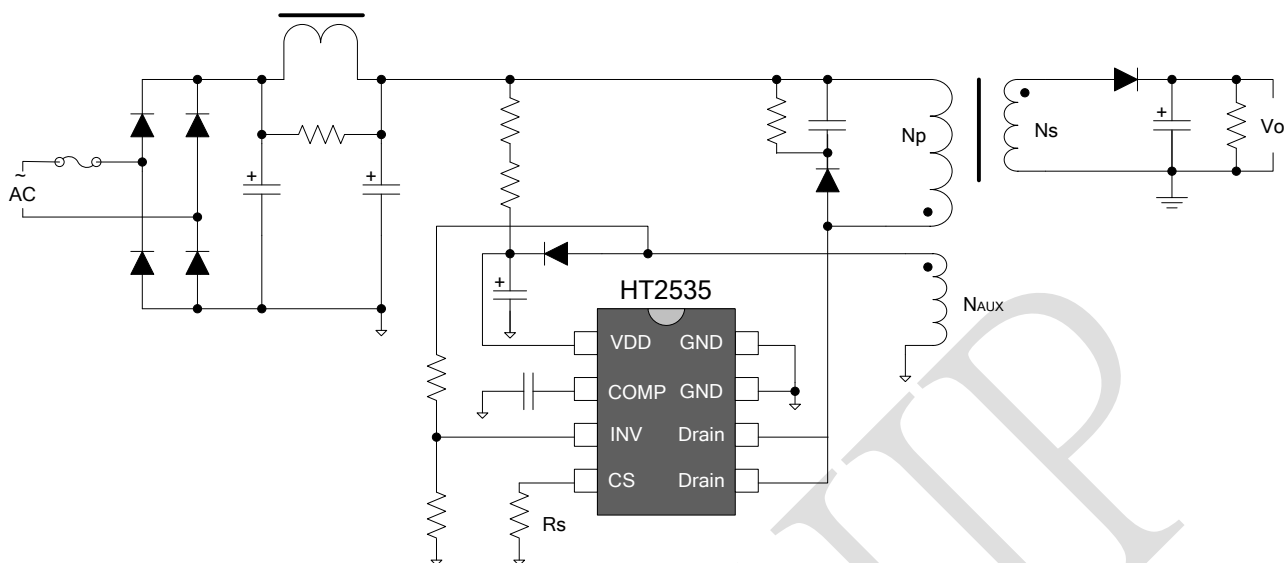 Np
Ns
Vo
~
AC
HT2535
NAUX
VDD GND
COMP GND
INV Drain
CS Drain
Rs